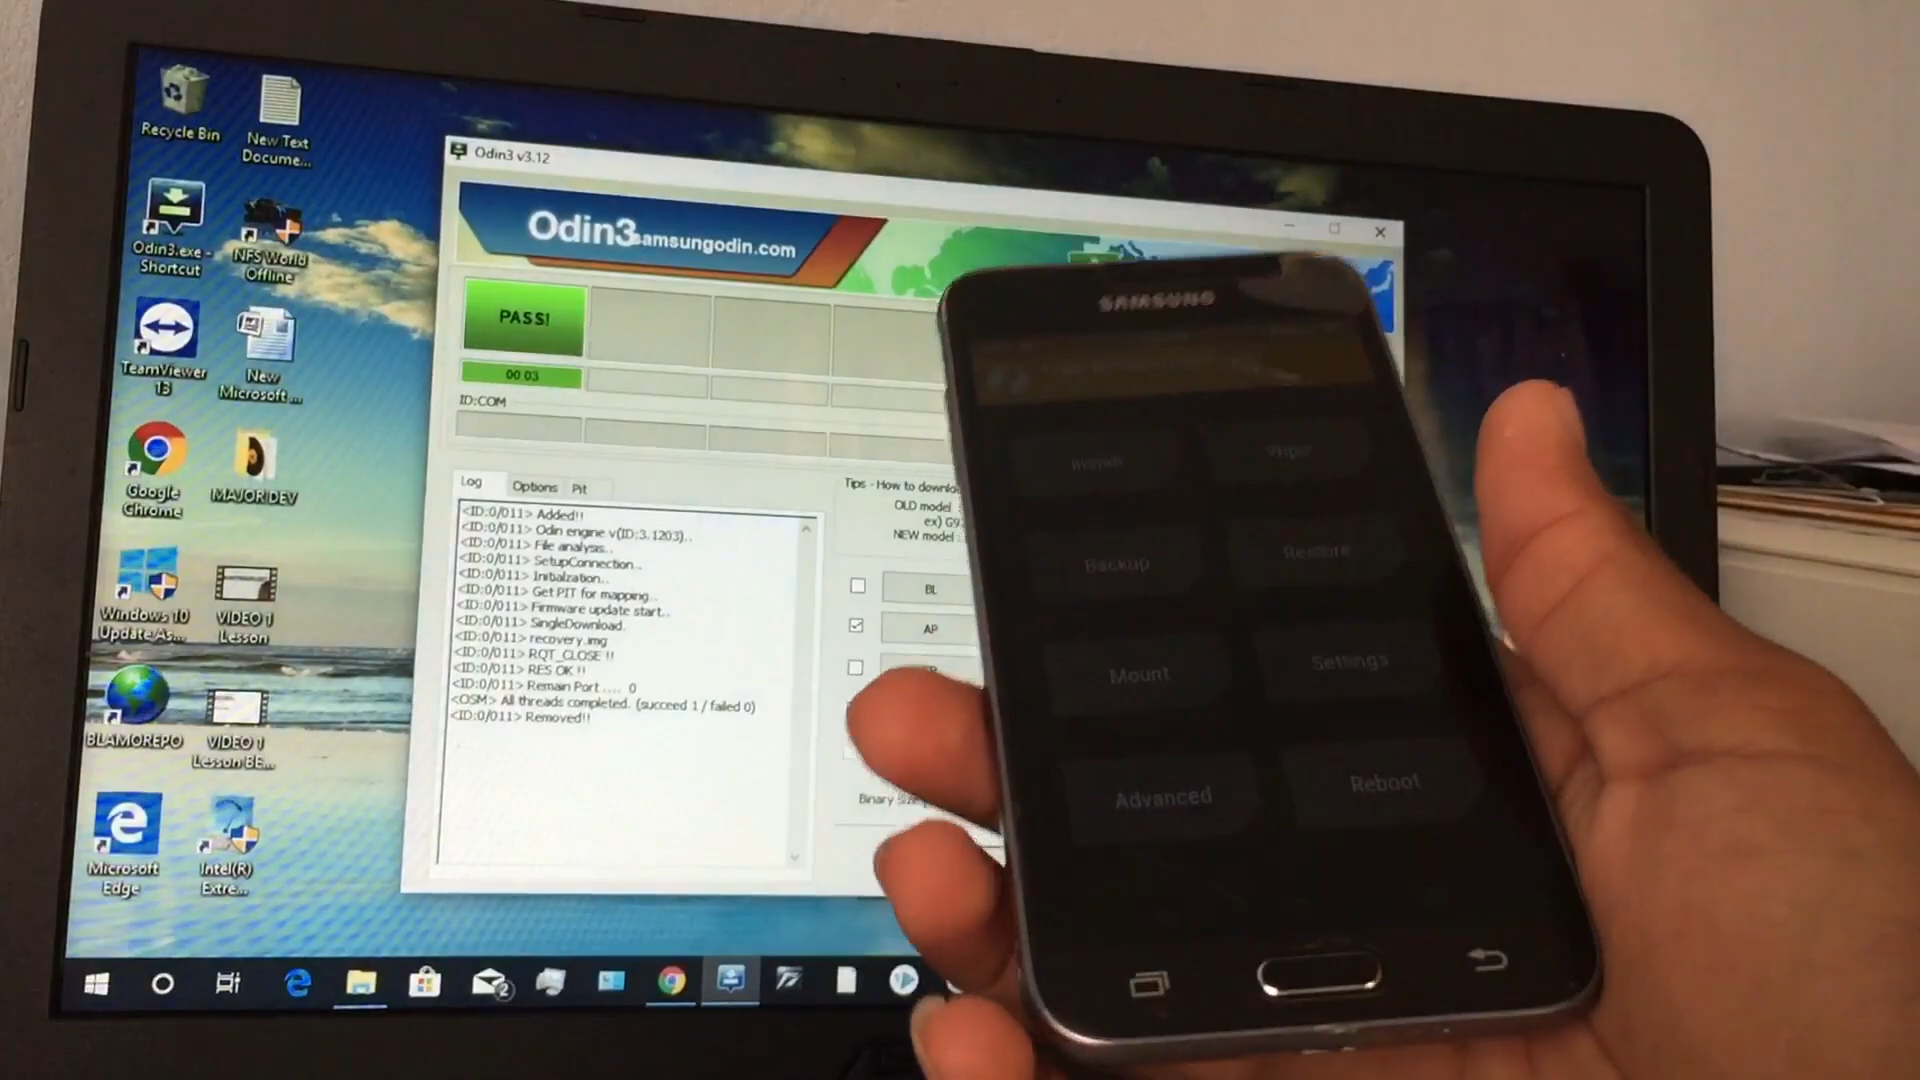 Recycle Bin
New Text
Docume...
Odin3.exe -
Shortcut
NFS World
Offline
TeamViewer
13
New
Microsoft ...
Google
Chrome
MAJOR DEV
Windows 10
Update As...
VIDEO 1
Lesson
BLAMOREPO
VIDEO 1
Lesson BE...
Microsoft
Edge
Intel(R)
Extre...
2
Odin3 v3.12
Odin3
samsungodin.com
PASS!
00 03
ID:COM
Log
Options
Pit
<ID:0/011> Added!!
<ID:0/011> Odin engine v(ID:3.1203)..
<ID:0/011> File analysis..
<ID:0/011> SetupConnection..
<ID:0/011> Initialzation..
<ID:0/011> Get PIT for mapping..
<ID:0/011> Firmware update start..
<ID:0/011> SingleDownload.
<ID:0/011> recovery.img
<ID:0/011> RQT_CLOSE !!
<ID:0/011> RES OK !!
<ID:0/011> Remain Port .... 0
<OSM> All threads completed. (succeed 1 / failed 0)
<ID:0/011> Removed!!
Tips - How to downlo
OLD model :
ex) G92
NEW model :
BL
AP
Binary Size
SAMSUNG
Install
Wipe
Backup
Restore
Mount
Settings
Advanced
Reboot